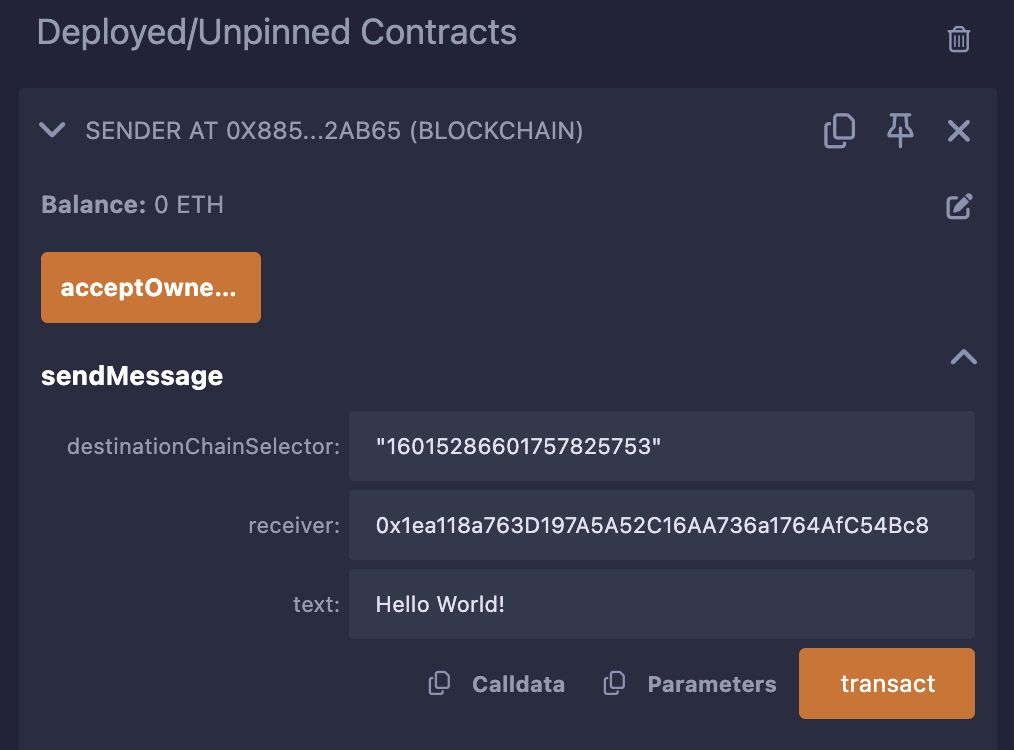 Deployed/Unpinned Contracts
SENDER AT 0X885...2AB65 (BLOCKCHAIN)
Balance: 0 ETH
acceptOwne...
sendMessage
destinationChainSelector: "16015286601757825753"
receiver: 0x1ea118a763D197A5A52C16AA736a1764AfC54Bc8
text: Hello World!
Calldata Parameters transact